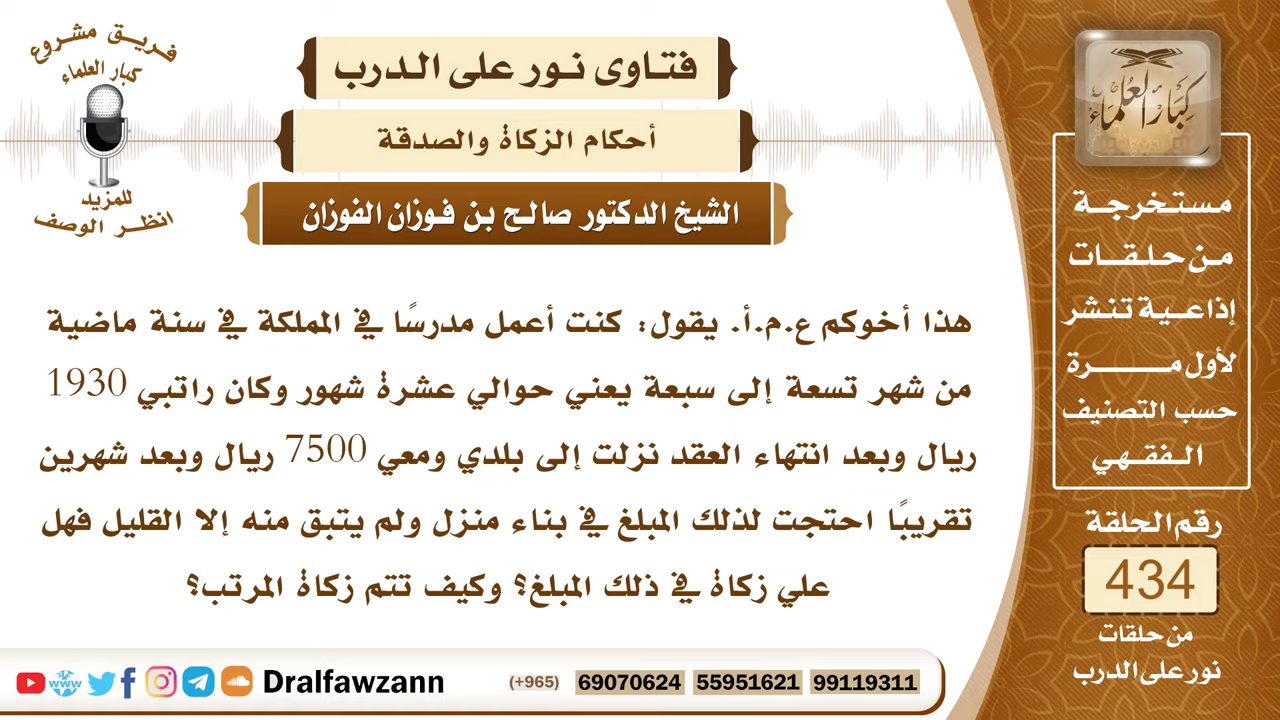 فريق مشروع
كبار العلماء
للمزيد
انظر الوصف
فتاوى نور على الدرب
أحكام الزكاة والصدقة
الشيخ الدكتور صالح بن فوزان الفوزان
هذا أخوكم ع.م.أ. يقول: كنت أعمل مدرسًا في المملكة في سنة ماضية
من شهر تسعة إلى سبعة يعني حوالي عشرة شهور وكان راتبي 1930
ريال وبعد انتهاء العقد نزلت إلى بلدي ومعي 7500 ريال وبعد شهرين
تقريبًا احتجت لذلك المبلغ في بناء منزل ولم يتبق منه إلا القليل فهل
علي زكاة في ذلك المبلغ؟ وكيف تتم زكاة المرتب؟
كبار العلماء
مستخرجة
من حلقات
إذاعية تنشر
لأول مرة
حسب التصنيف
الفقهي
رقم الحلقة
434
من حلقات
نور على الدرب
www
Dralfawzann
(+965) 69070624 55951621 99119311